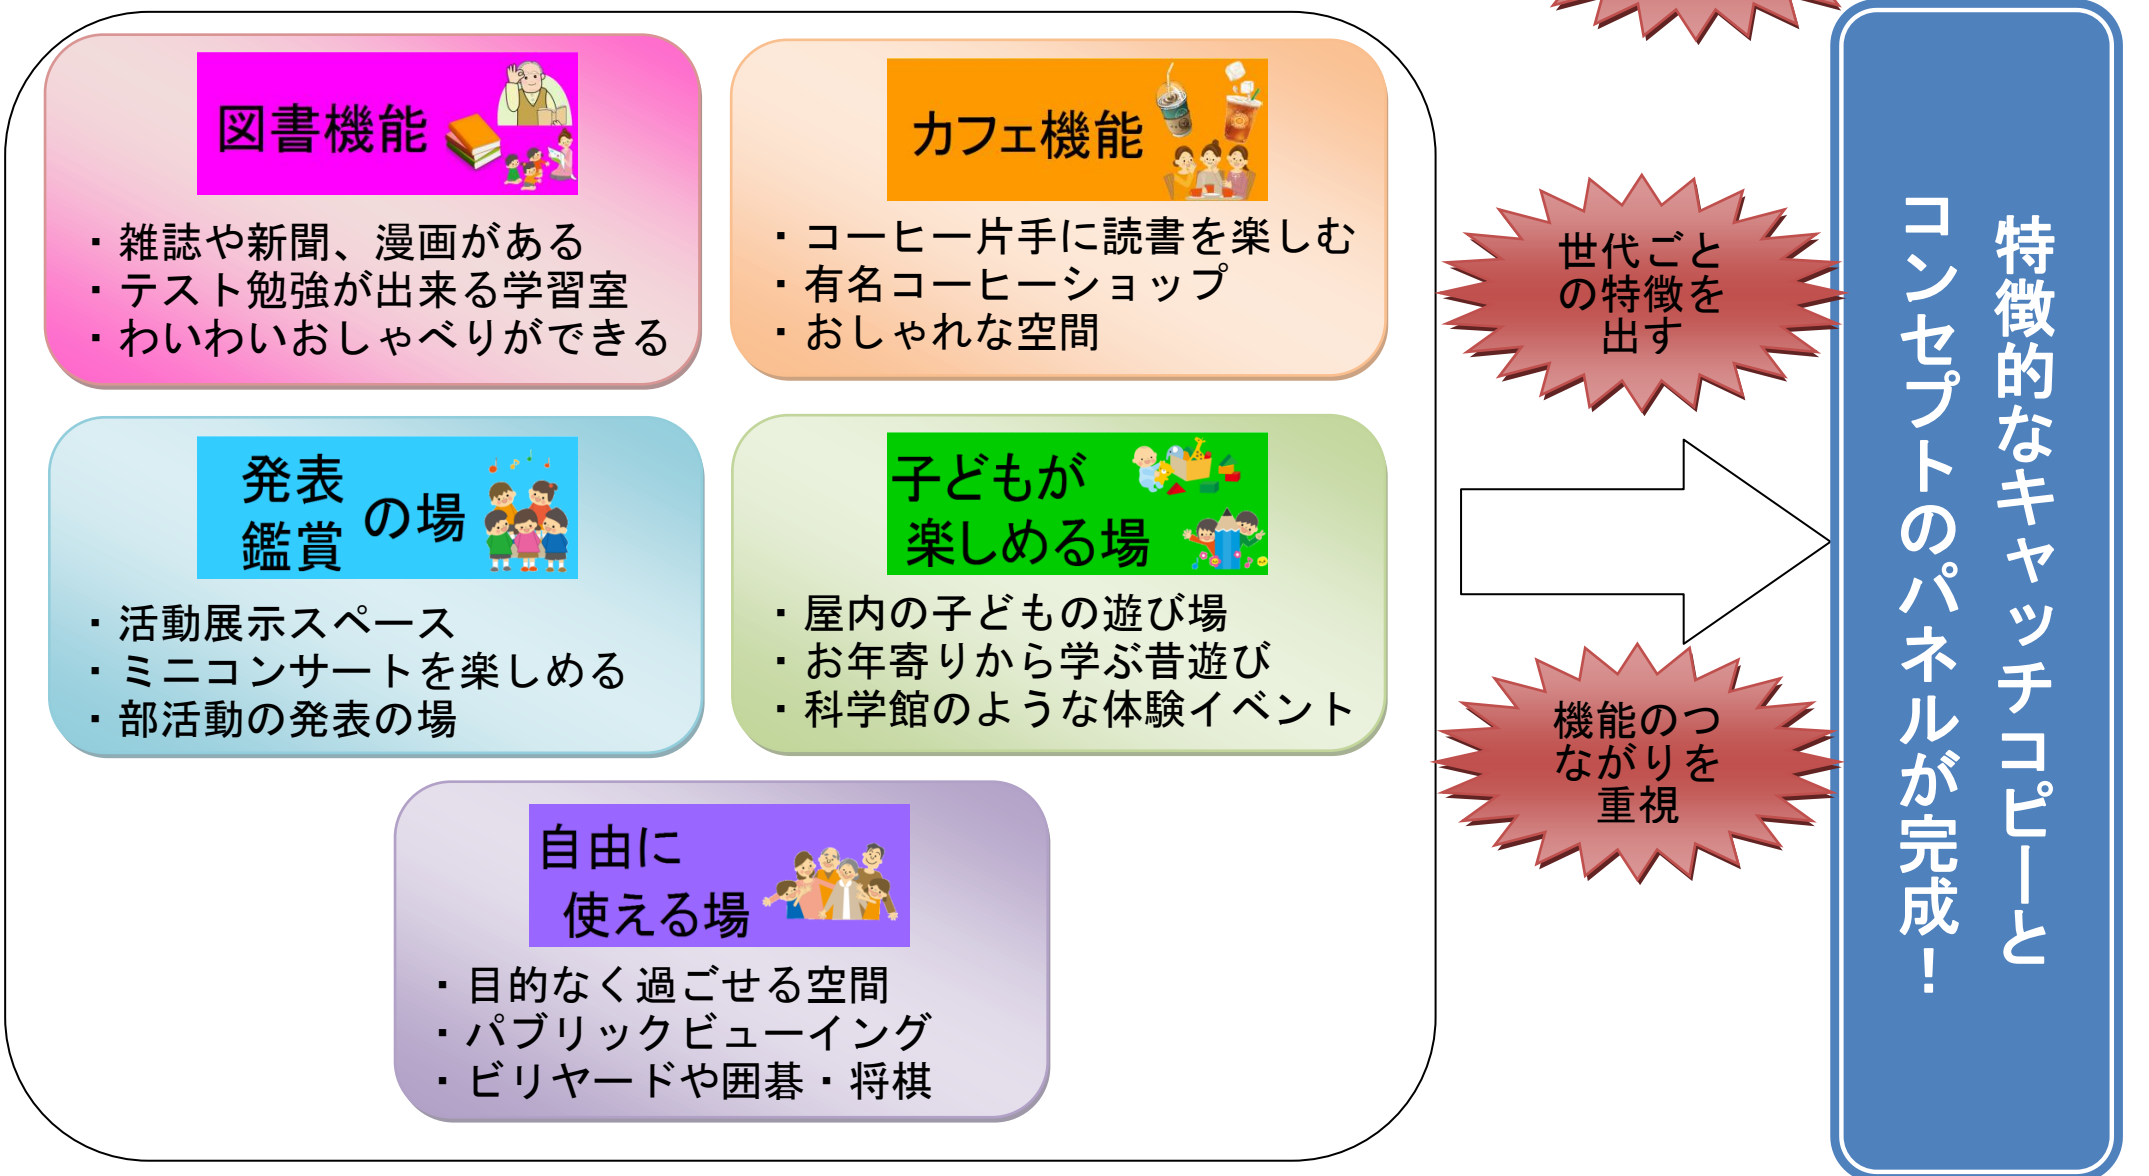 図書機能
・雑誌や新聞、漫画がある
・テスト勉強が出来る学習室
・わいわいおしゃべりができる
カフェ機能
・コーヒー片手に読書を楽しむ
・有名コーヒーショップ
・おしゃれな空間
発表
鑑賞
の場
・活動展示スペース
・ミニコンサートを楽しめる
・部活動の発表の場
子どもが
楽しめる場
・屋内の子どもの遊び場
・お年寄りから学ぶ昔遊び
・科学館のような体験イベント
自由に
使える場
・目的なく過ごせる空間
・パブリックビューイング
・ビリヤードや囲碁・将棋
世代ごと
の特徴を
出す
機能のつ
ながりを
重視
特徴的なキャッチコピーと
コンセプトのパネルが完成！